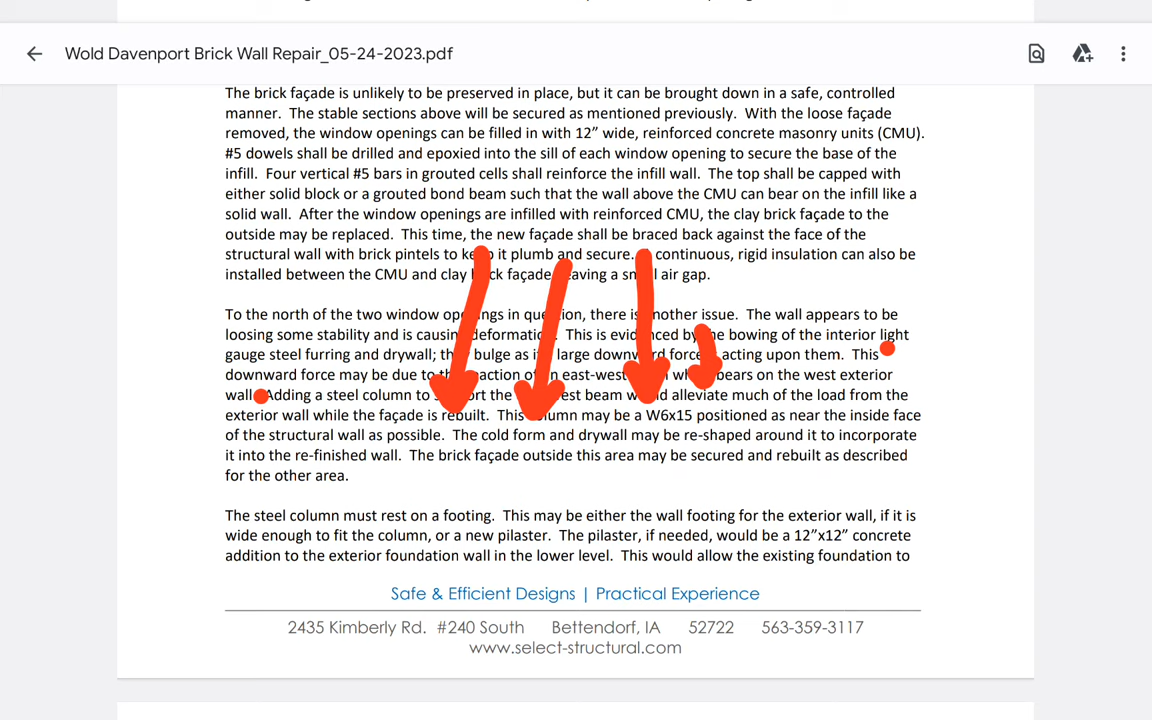 Wold Davenport Brick Wall Repair_05-24-2023.pdf
The brick façade is unlikely to be preserved in place, but it can be brought down in a safe, controlled
manner. The stable sections above will be secured as mentioned previously. With the loose façade
removed, the window openings can be filled in with 12” wide, reinforced concrete masonry units (CMU).
#5 dowels shall be drilled and epoxied into the sill of each window opening to secure the base of the
infill. Four vertical #5 bars in grouted cells shall reinforce the infill wall. The top shall be capped with
either solid block or a grouted bond beam such that the wall above the CMU can bear on the infill like a
solid wall. After the window openings are infilled with reinforced CMU, the clay brick façade to the
outside may be replaced. This time, the new façade shall be braced back against the face of the
structural wall with brick pintels to keep it plumb and secure. continuous, rigid insulation can also be
installed between the CMU and clay brick façade leaving a small air gap.
To the north of the two window openings in question, there is another issue. The wall appears to be
loosing some stability and is causing deformation. This is evidenced by the bowing of the interior light
gauge steel furring and drywall; they bulge as if large downward force acting upon them. This
downward force may be due to the action of an east-west which bears on the west exterior
wall. Adding a steel column to support the west beam would alleviate much of the load from the
exterior wall while the façade is rebuilt. This column may be a W6x15 positioned as near the inside face
of the structural wall as possible. The cold form and drywall may be re-shaped around it to incorporate
it into the re-finished wall. The brick façade outside this area may be secured and rebuilt as described
for the other area.
The steel column must rest on a footing. This may be either the wall footing for the exterior wall, if it is
wide enough to fit the column, or a new pilaster. The pilaster, if needed, would be a 12”x12” concrete
addition to the exterior foundation wall in the lower level. This would allow the existing foundation to
Safe & Efficient Designs | Practical Experience
2435 Kimberly Rd. #240 South Bettendorf, IA 52722 563-359-3117
www.select-structural.com